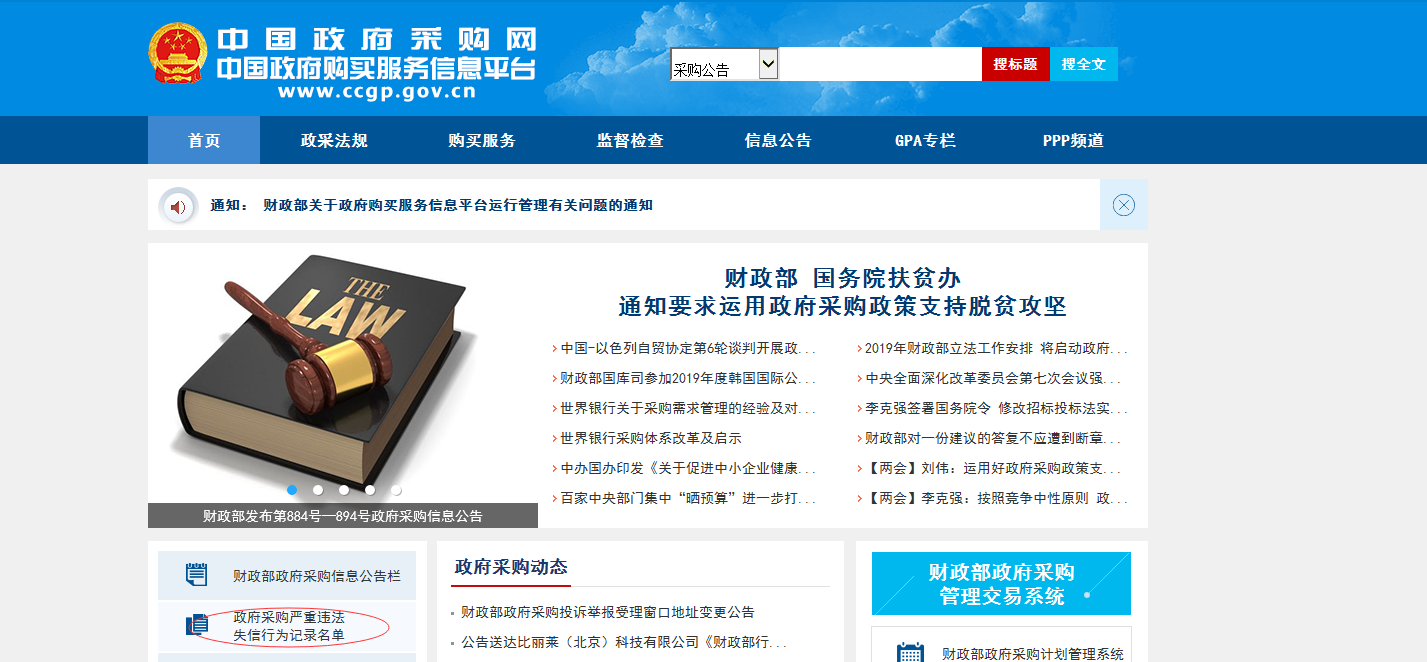 中国政府采购网
中国政府购买服务信息平台
www.ccgp.gov.cn
采购公告
搜标题
搜全文
首页
政采法规
购买服务
监督检查
信息公告
GPA专栏
PPP频道
通知： 财政部关于政府购买服务信息平台运行管理有关问题的通知
THE
LAW
财政部发布第884号—894号政府采购信息公告
财政部 国务院扶贫办
通知要求运用政府采购政策支持脱贫攻坚
中国-以色列自贸协定第6轮谈判开展政...
财政部国库司参加2019年度韩国国际公...
世界银行关于采购需求管理的经验及对...
世界银行采购体系改革及启示
中办国办印发《关于促进中小企业健康...
百家中央部门集中“晒预算”进一步打...
2019年财政部立法工作安排 将启动政府...
中央全面深化改革委员会第七次会议强...
李克强签署国务院令 修改招标投标法实...
财政部对一份建议的答复不应遭到断章...
【两会】刘伟：运用好政府采购政策支...
【两会】李克强：按照竞争中性原则 政...
财政部政府采购信息公告栏
政府采购严重违法
失信行为记录名单
政府采购动态
财政部政府采购投诉举报受理窗口地址变更公告
公告送达比丽莱（北京）科技有限公司《财政部行...
财政部政府采购
管理交易系统
财政部政府采购计划管理系统